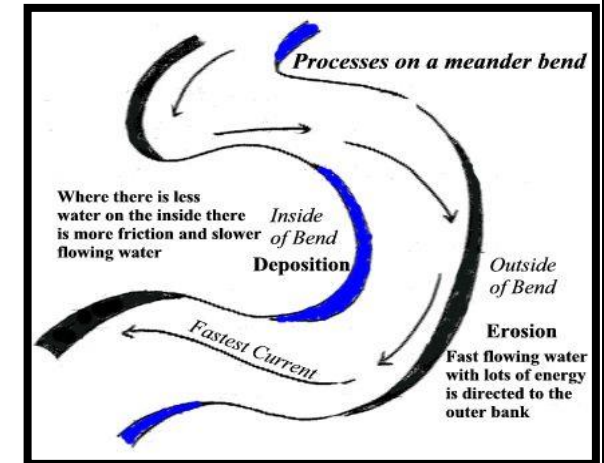 Processes on a meander bend
Where there is less
water on the inside there
is more friction and slower
flowing water
Inside
of Bend
Deposition
Outside
of Bend
Erosion
Fast flowing water
with lots of energy
is directed to the
outer bank
Fastest Current